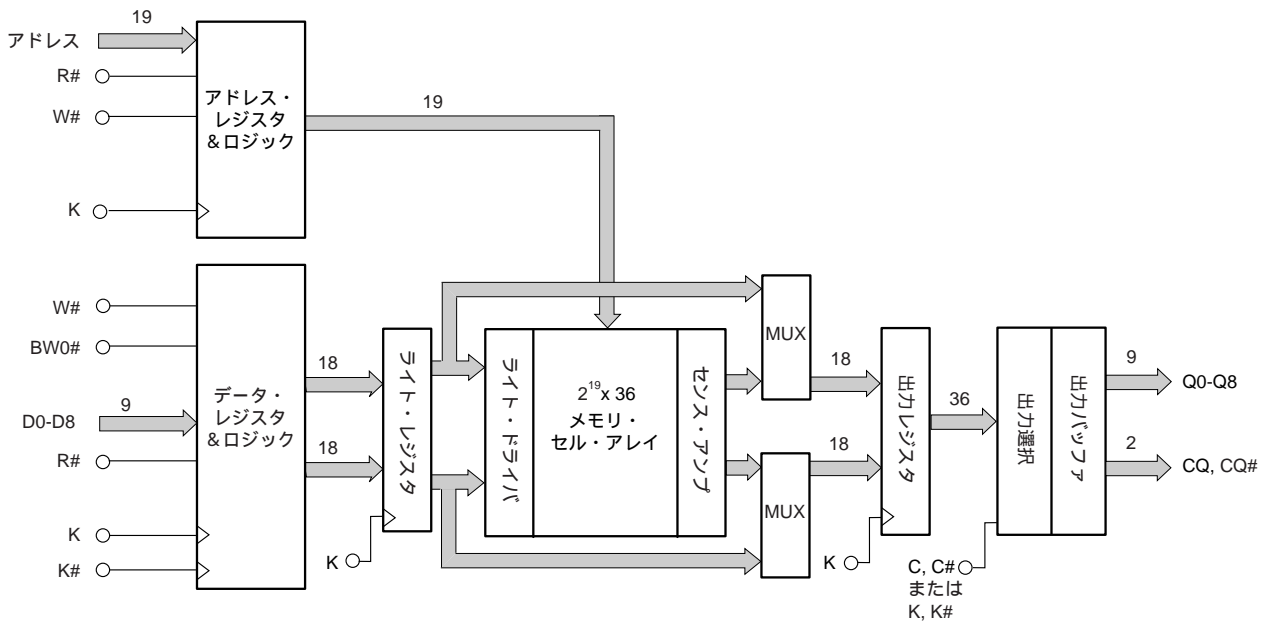 19
アドレス
R#
W#
K
アドレス・
レジスタ
&ロジック
19
W#
BW0#
D0-D8
9
R#
K
K#
データ・
レジスタ
&ロジック
18
18
ライト・レジスタ
K
ライト・ドライバ
2^19 x 36
メモリ・
セル・アレイ
センス・アンプ
MUX
MUX
18
18
出力レジスタ
K
36
出力選択
出力バッファ
C, C#
または
K, K#
9
Q0-Q8
2
CQ, CQ#